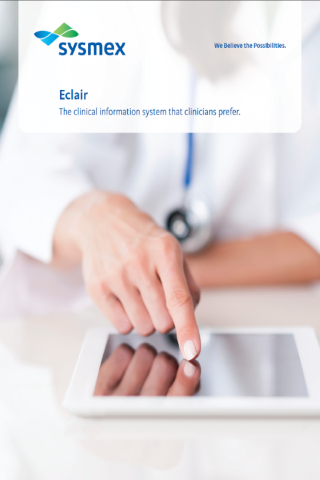 sysmex
We Believe the Possibilities.
Eclair
The clinical information system that clinicians prefer.